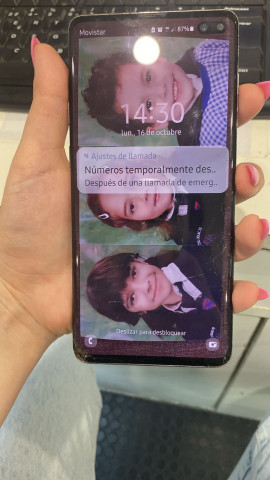 Movistar
87%
14:30
lun., 16 de octubre
Ajustes de llamada
Números temporalmente des..
Después de una llamada de emerg..
Deslizar para desbloquear